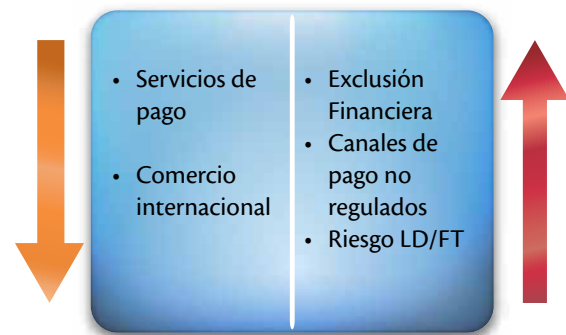 • Servicios de
pago
• Comercio
internacional
• Exclusión
Financiera
• Canales de
pago no
regulados
• Riesgo LD/FT